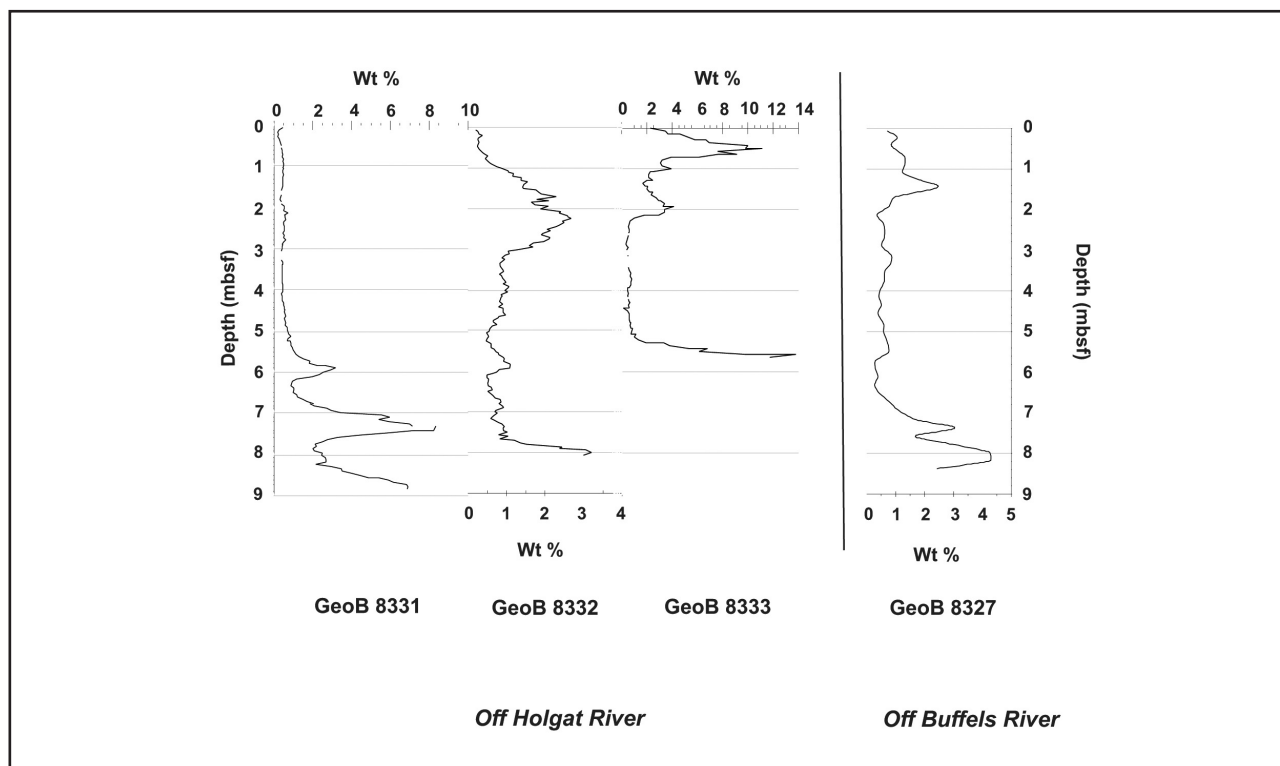 Wt %
Wt %
0 2 4 6 8 10
0 2 4 6 8 10 12 14
0
1
2
3
4
5
6
7
8
9
Depth (mbsf)
0
1
2
3
4
5
6
7
8
9
Depth (mbsf)
0 1 2 3 4
0 1 2 3 4 5
Wt %
Wt %
GeoB 8331
GeoB 8332
GeoB 8333
GeoB 8327
Off Holgat River
Off Buffels River